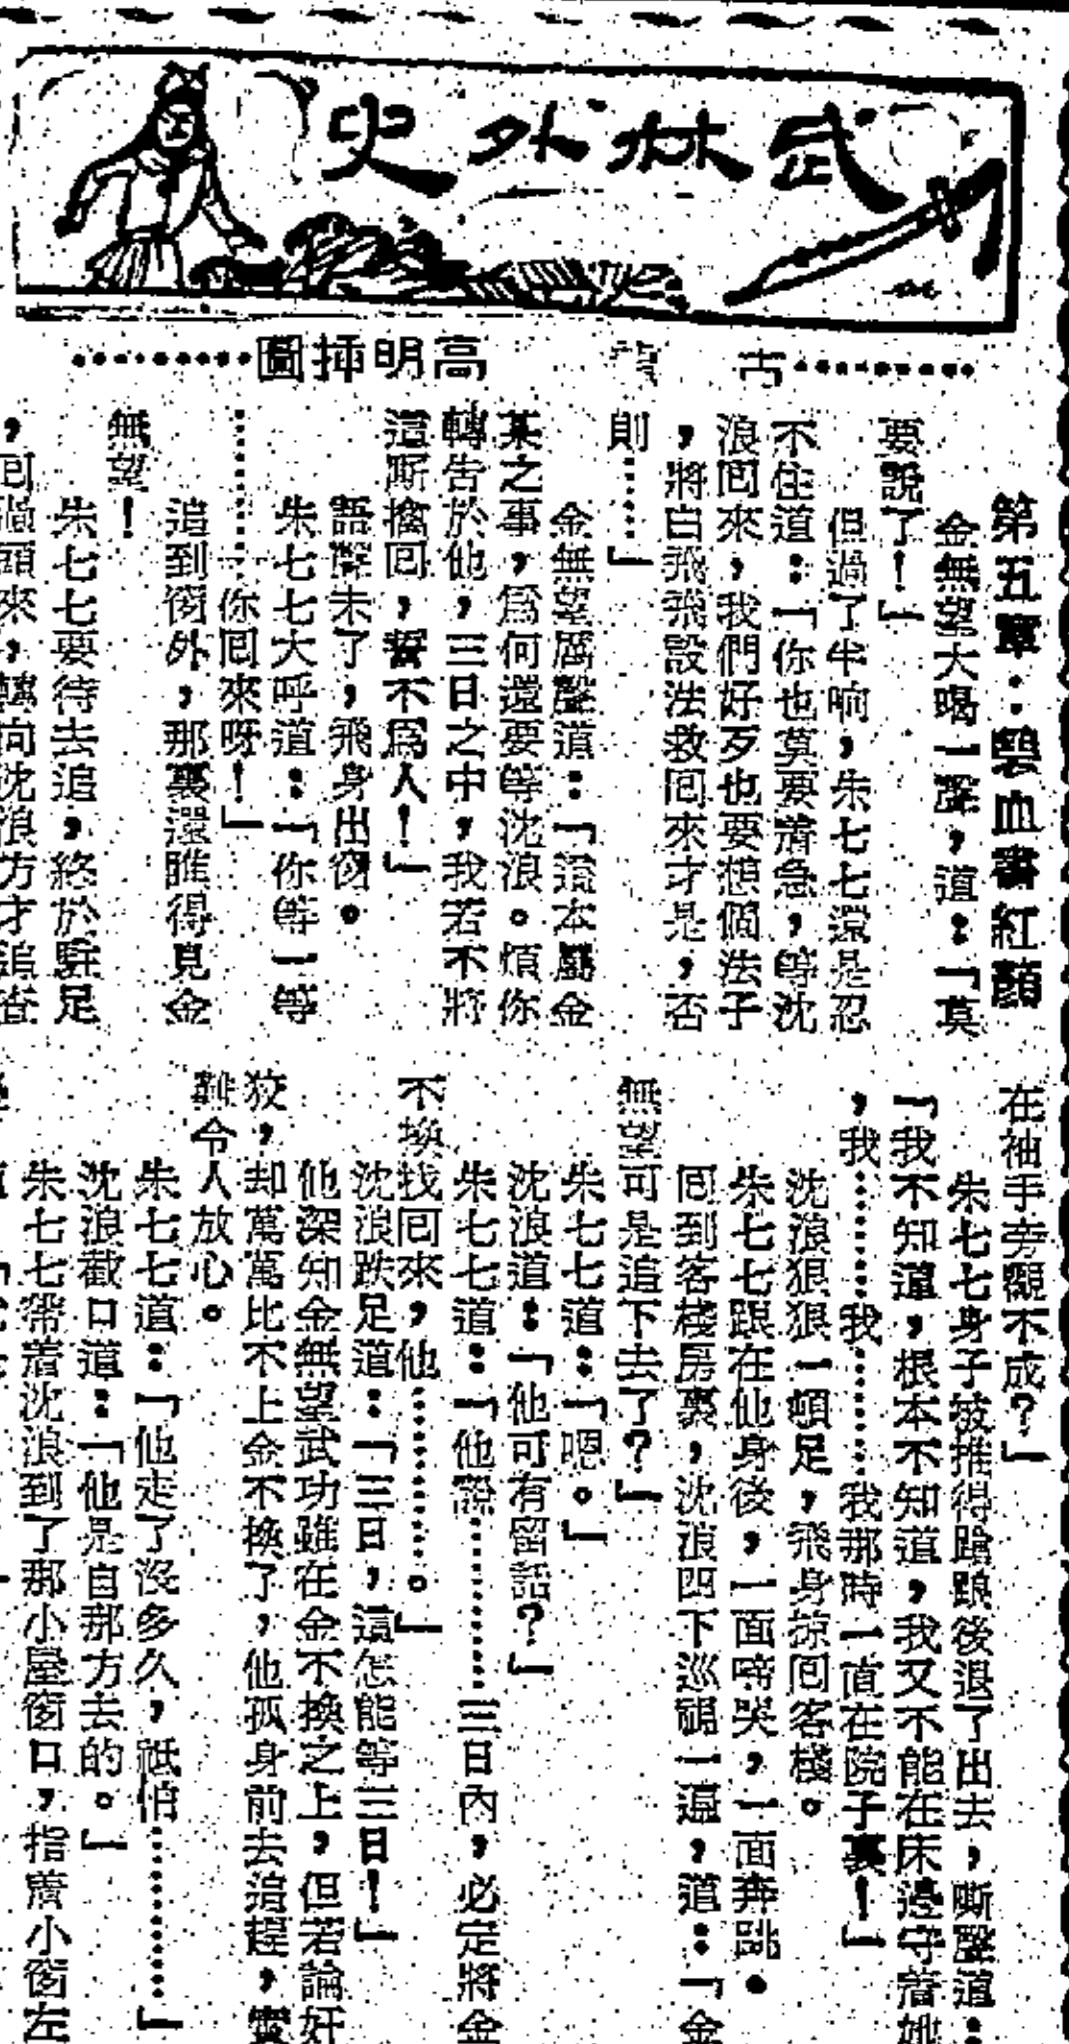 武林外史
古龍
高明揷圖
第五章：碧血書紅顏
金無望大喝一聲，道：「莫
要說了！」
但過了半晌，朱七七還是忍
不住道：「你也莫要着急，等沈
浪囘來，我們好歹也要想個法子
，將白飛飛設法救囘來才是，否
則……」
金無望厲聲道：「這本屬金
某之事，爲何還要等沈浪。煩你
轉告於他，三日之中，我若不將
這厮擒囘，誓不爲人！」
語聲未了，飛身出窗。
朱七七大呼道：「你等一等
………你囘來呀！」
追到窗外，那裏還瞧得見金
無望！
朱七七要待去追，終於駐足
，囘過頭來，轉向沈浪方才追查
在袖手旁觀不成？」
朱七七身子被推得踉蹌後退了出去，嘶聲道：
「我不知道，根本不知道，我又不能在床邊守着她
，我………我………我那時一直在院子裏！」
沈浪狠狠一頓足，飛身掠囘客棧。
朱七七跟在他身後，一面啼哭，一面奔跳。
囘到客棧房裏，沈浪四下巡視一遍，道：「金
無望可是追下去了？」
朱七七道：「嗯。」
沈浪道：「他可有留話？」
朱七七道：「他說…………三日內，必定將金
不換找囘來，他………。」
沈浪跌足道：「三日，這怎能等三日！」
他深知金無望武功雖在金不換之上，但若論奸
狡，却萬萬比不上金不換了，他孤身前去追趕，實
難令人放心。
朱七七道：「他走了沒多久，祇怕………」
沈浪截口道：「他是自那方去的。」
朱七七帶着沈浪到了那小屋窗口，指着小窗左